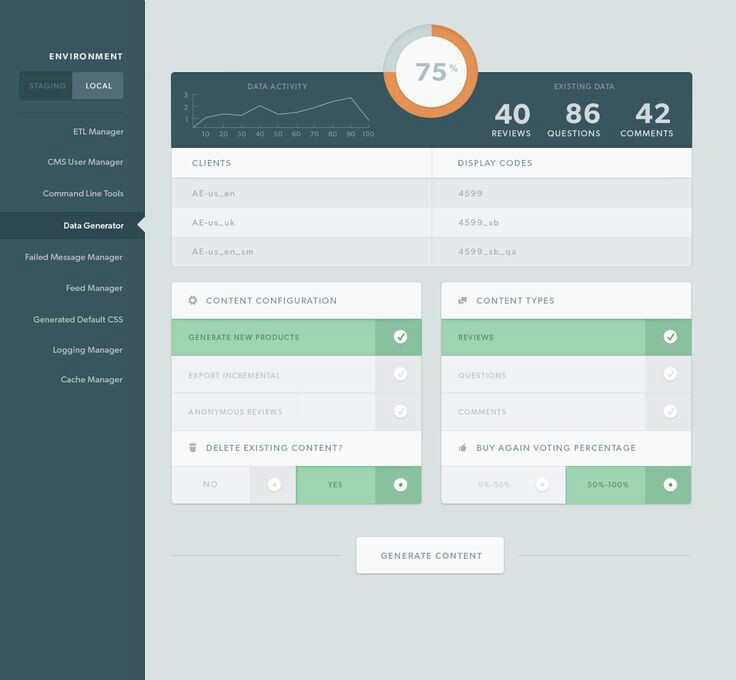 ENVIRONMENT
STAGING LOCAL
ETL Manager
CMS User Manager
Command Line Tools
Data Generator
Failed Message Manager
Feed Manager
Generated Default CSS
Logging Manager
Cache Manager
DATA ACTIVITY
3
2
1
10 20 30 40 50 60 70 80 90 100
75%
EXISTING DATA
40 86 42
REVIEWS QUESTIONS COMMENTS
CLIENTS DISPLAY CODES
AE-us_en 4599
AE-us_uk 4599_sb
AE-us_en_sm 4599_sb_qa
CONTENT CONFIGURATION
GENERATE NEW PRODUCTS
EXPORT INCREMENTAL
ANONYMOUS REVIEWS
DELETE EXISTING CONTENT?
NO YES
CONTENT TYPES
REVIEWS
QUESTIONS
COMMENTS
BUY AGAIN VOTING PERCENTAGE
0%-50% 50%-100%
GENERATE CONTENT